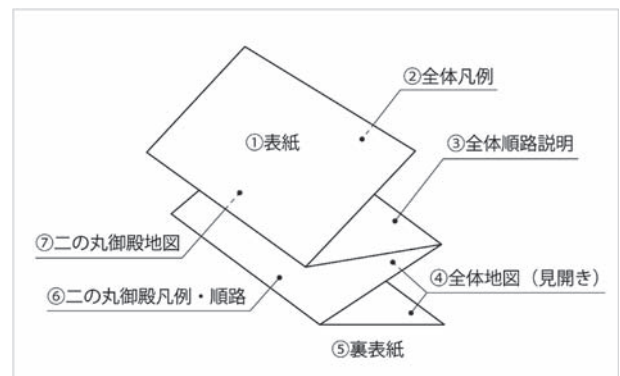 ②全体凡例
①表紙
③全体順路説明
⑦二の丸御殿地図
④全体地図（見開き）
⑥二の丸御殿凡例・順路
⑤裏表紙